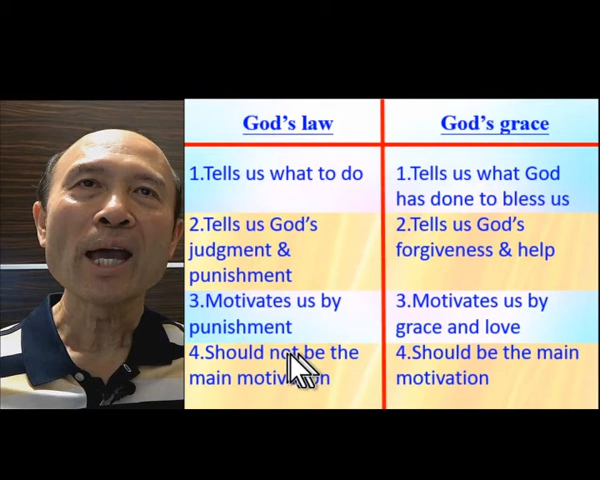 God's law
God's grace
1.Tells us what to do
1.Tells us what God
has done to bless us
2.Tells us God's
judgment &
punishment
2.Tells us God's
forgiveness & help
3.Motivates us by
punishment
3.Motivates us by
grace and love
4.Should not be the
main motivation
4.Should be the main
motivation